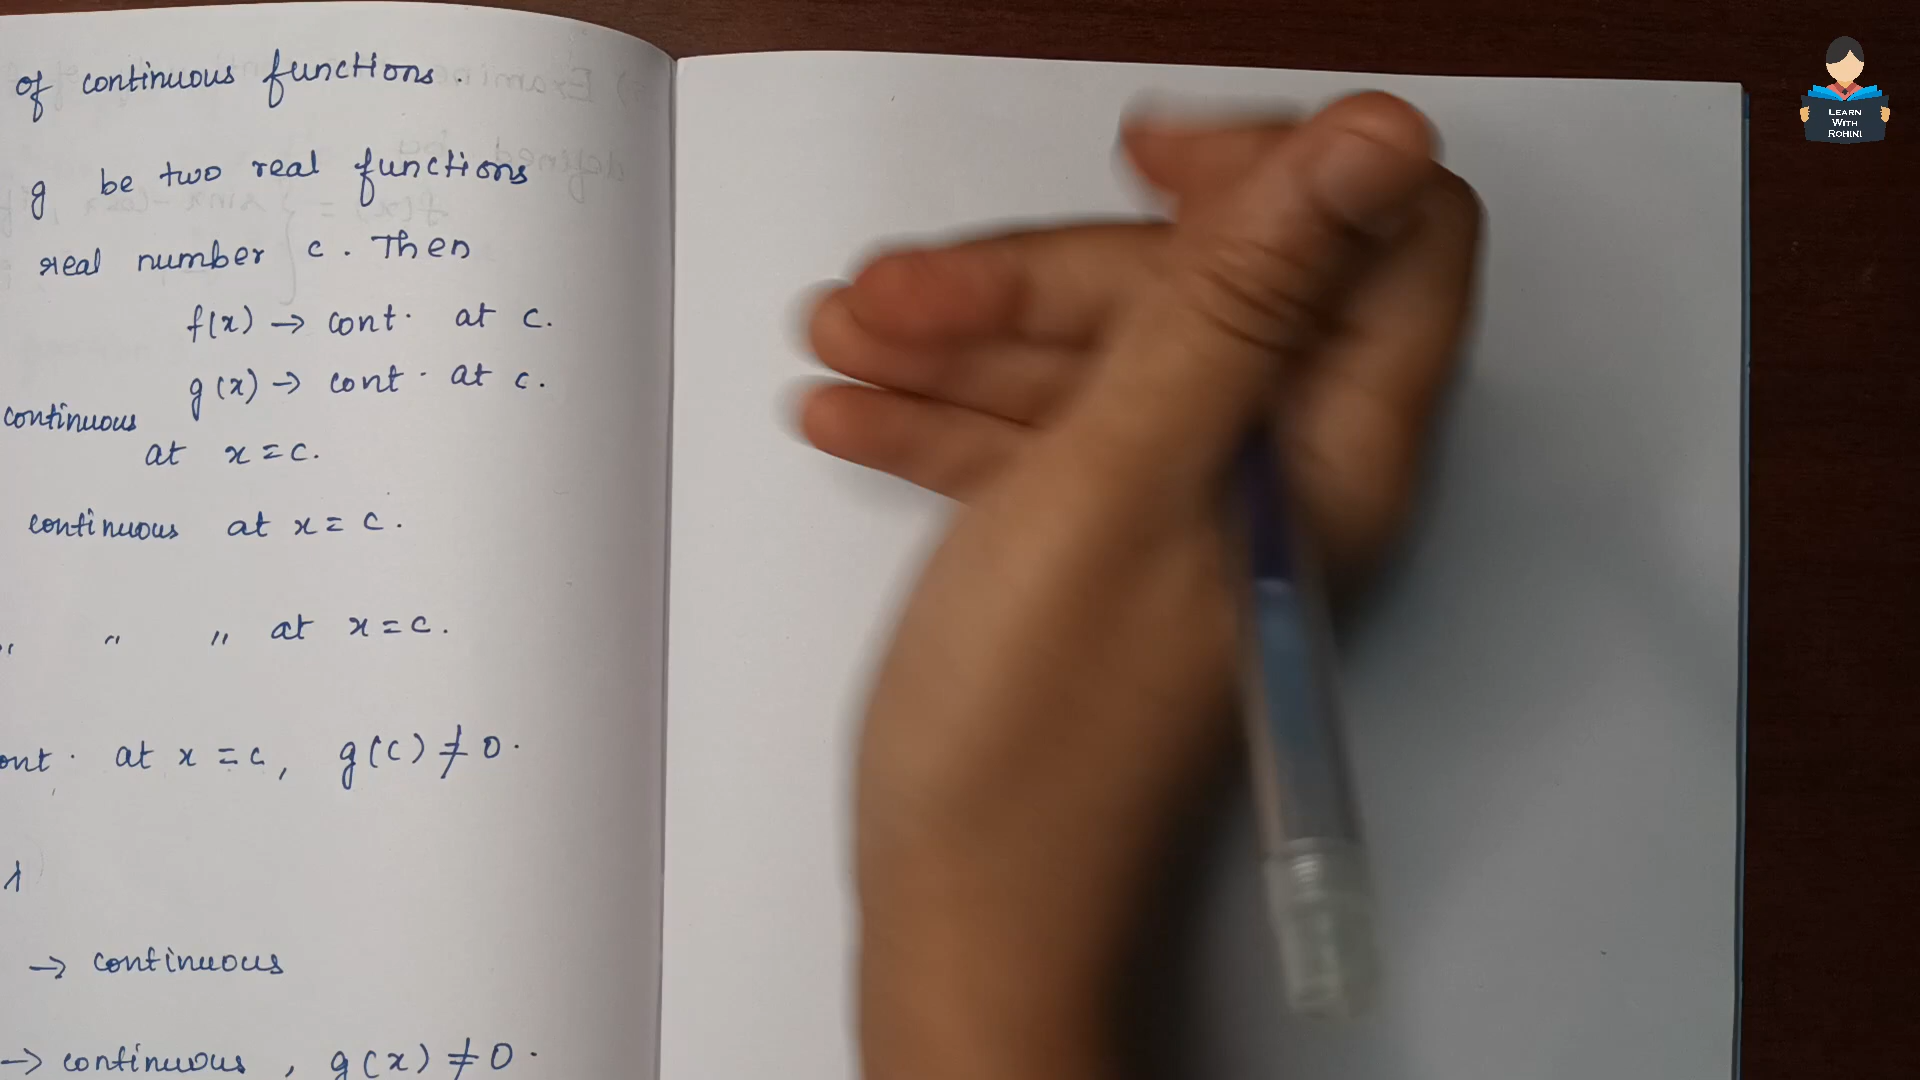 of continuous functions.
g be two real functions
real number c. Then
f(x) → cont. at c.
g(x) → cont. at c.
continuous
at x = c.
continuous at x = c.
" " " at x = c.
at x = c, g(c) ≠ 0.
λ
→ continuous
→ continuous, g(x) ≠ 0.
LEARN
WITH
ROHINI